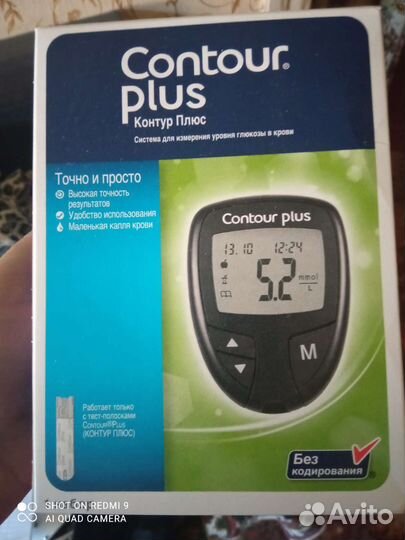 Contour®
plus
Контур Плюс
Система для измерения уровня глюкозы в крови
Точно и просто
Высокая точность
результатов
Удобство использования
Маленькая капля крови
Contour plus
13.10 12:24
5.2 mmol
L
M
Работает только
с тест-полосками
Contour®Plus
(КОНТУР ПЛЮС)
Без
кодирования
SHOT ON REDMI 9
AI QUAD CAMERA
Avito